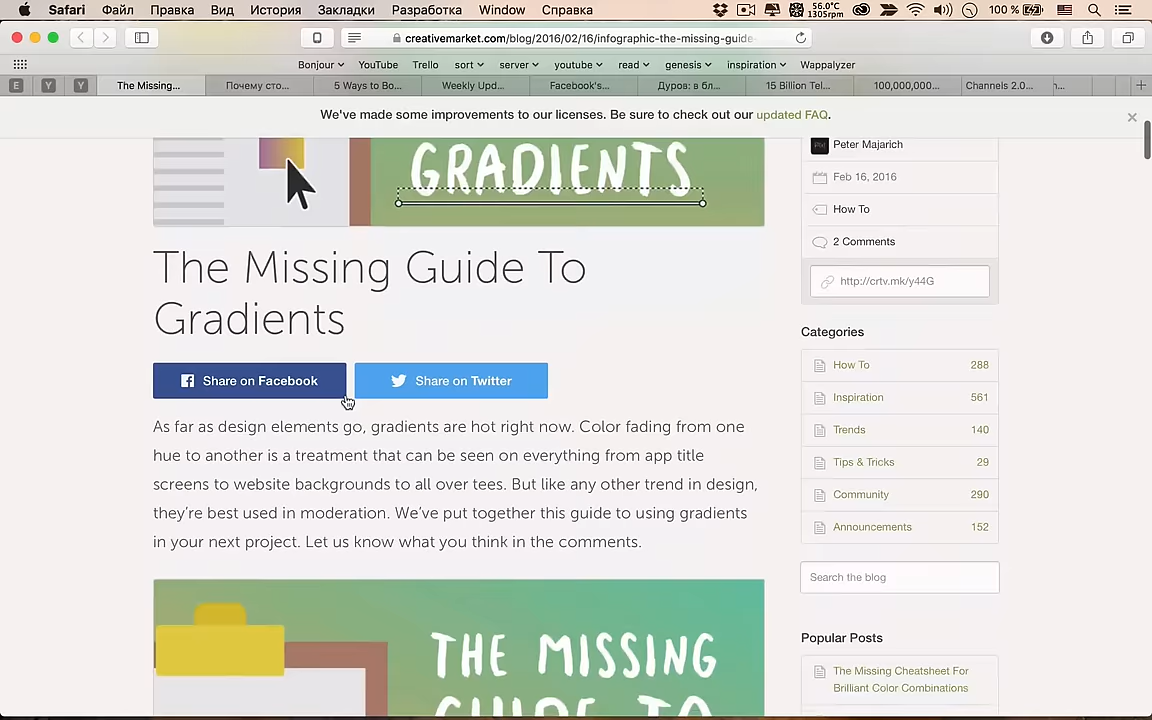 Safari Файл Правка Вид История Закладки Разработка Window Справка 56.0°C 1305rpm 100 %
creativemarket.com/blog/2016/02/16/infographic-the-missing-guide-
Bonjour YouTube Trello sort server youtube read genesis inspiration Wappalyzer
E Y Y The Missing... Почему сто... 5 Ways to Bo... Weekly Upd... Facebook's... Дуров: в бл... 15 Billion Tel... 100,000,000... Channels 2.0...
We've made some improvements to our licenses. Be sure to check out our updated FAQ.
GRADIENTS
Peter Majarich
Feb 16, 2016
How To
2 Comments
http://crtv.mk/y44G
The Missing Guide To
Gradients
Share on Facebook
Share on Twitter
As far as design elements go, gradients are hot right now. Color fading from one
hue to another is a treatment that can be seen on everything from app title
screens to website backgrounds to all over tees. But like any other trend in design,
they're best used in moderation. We've put together this guide to using gradients
in your next project. Let us know what you think in the comments.
THE MISSING
GUIDE TO
Categories
How To 288
Inspiration 561
Trends 140
Tips & Tricks 29
Community 290
Announcements 152
Search the blog
Popular Posts
The Missing Cheatsheet For
Brilliant Color Combinations